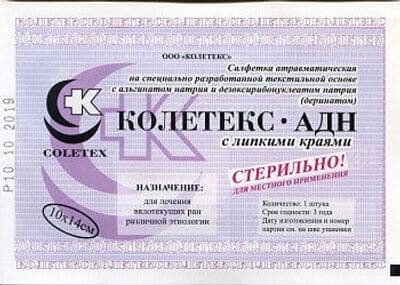 КОЛЕТЕКСКОЛЕТЕКСКОЛЕТЕКСКОЛЕТЕКСКОЛЕТЕКС
ООО «КОЛЕТЕКС»
Салфетка атравматическая
на специально разработанной текстильной основе
с альгинатом натрия и дезоксирибонуклеатом натрия
(деринатом)
К
COLETEX
КОЛЕТЕКС · АДН
с липкими краями
P10 10 2019
СТЕРИЛЬНО!
ДЛЯ МЕСТНОГО ПРИМЕНЕНИЯ
НАЗНАЧЕНИЕ:
для лечения
вялотекущих ран
различной этиологии
10х14см
Количество: 1 штука
Срок годности: 3 года
Дату изготовления и номер
партии см. на шве упаковки